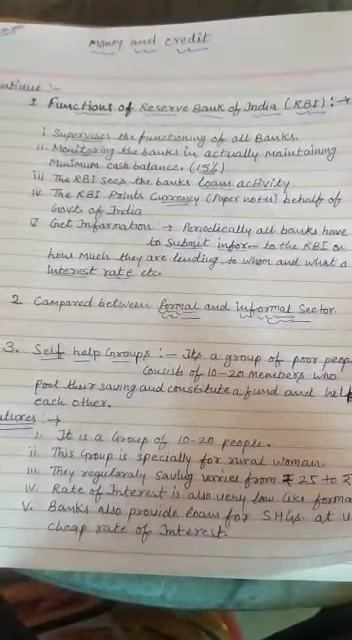 Money and credit
ontinue :-
1 Functions of Reserve Bank of India (RBI) :→
i Supervises the functioning of all Banks.
ii. Monitoring the banks in actually maintaining
Minimum cash balance. (15%)
iii The RBI sees the banks loan activity
iv The RBI Prints Currency (Paper notes) behalf of
Govt of India
V Get Information → Periodically all banks have
to submit infor- to the RBI on
how much they are lending, to whom and what a
Interest rate etc.
2. Compared between formal and informal Sector
3. Self help Groups :- Its a group of poor peop
Consists of 10-20 members who
Pool their saving and constitute a fund and hel
each other.
atures :→
i. It is a Group of 10-20 people.
ii. This Group is specially for rural woman.
iii. They regularaly Saving varies from ₹ 25 to ₹
iv. Rate of Interest is also very low like forma
V. Banks also provide loan for SHGs. at v
cheap rate of Interest.